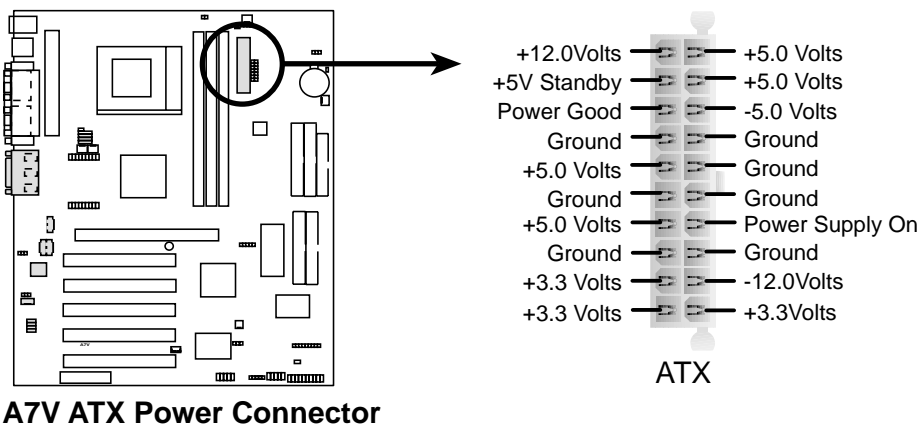 +12.0Volts +5.0 Volts
+5V Standby +5.0 Volts
Power Good -5.0 Volts
Ground Ground
+5.0 Volts Ground
Ground Ground
+5.0 Volts Power Supply On
Ground Ground
+3.3 Volts -12.0Volts
+3.3 Volts +3.3Volts
ATX
A7V
A7V ATX Power Connector